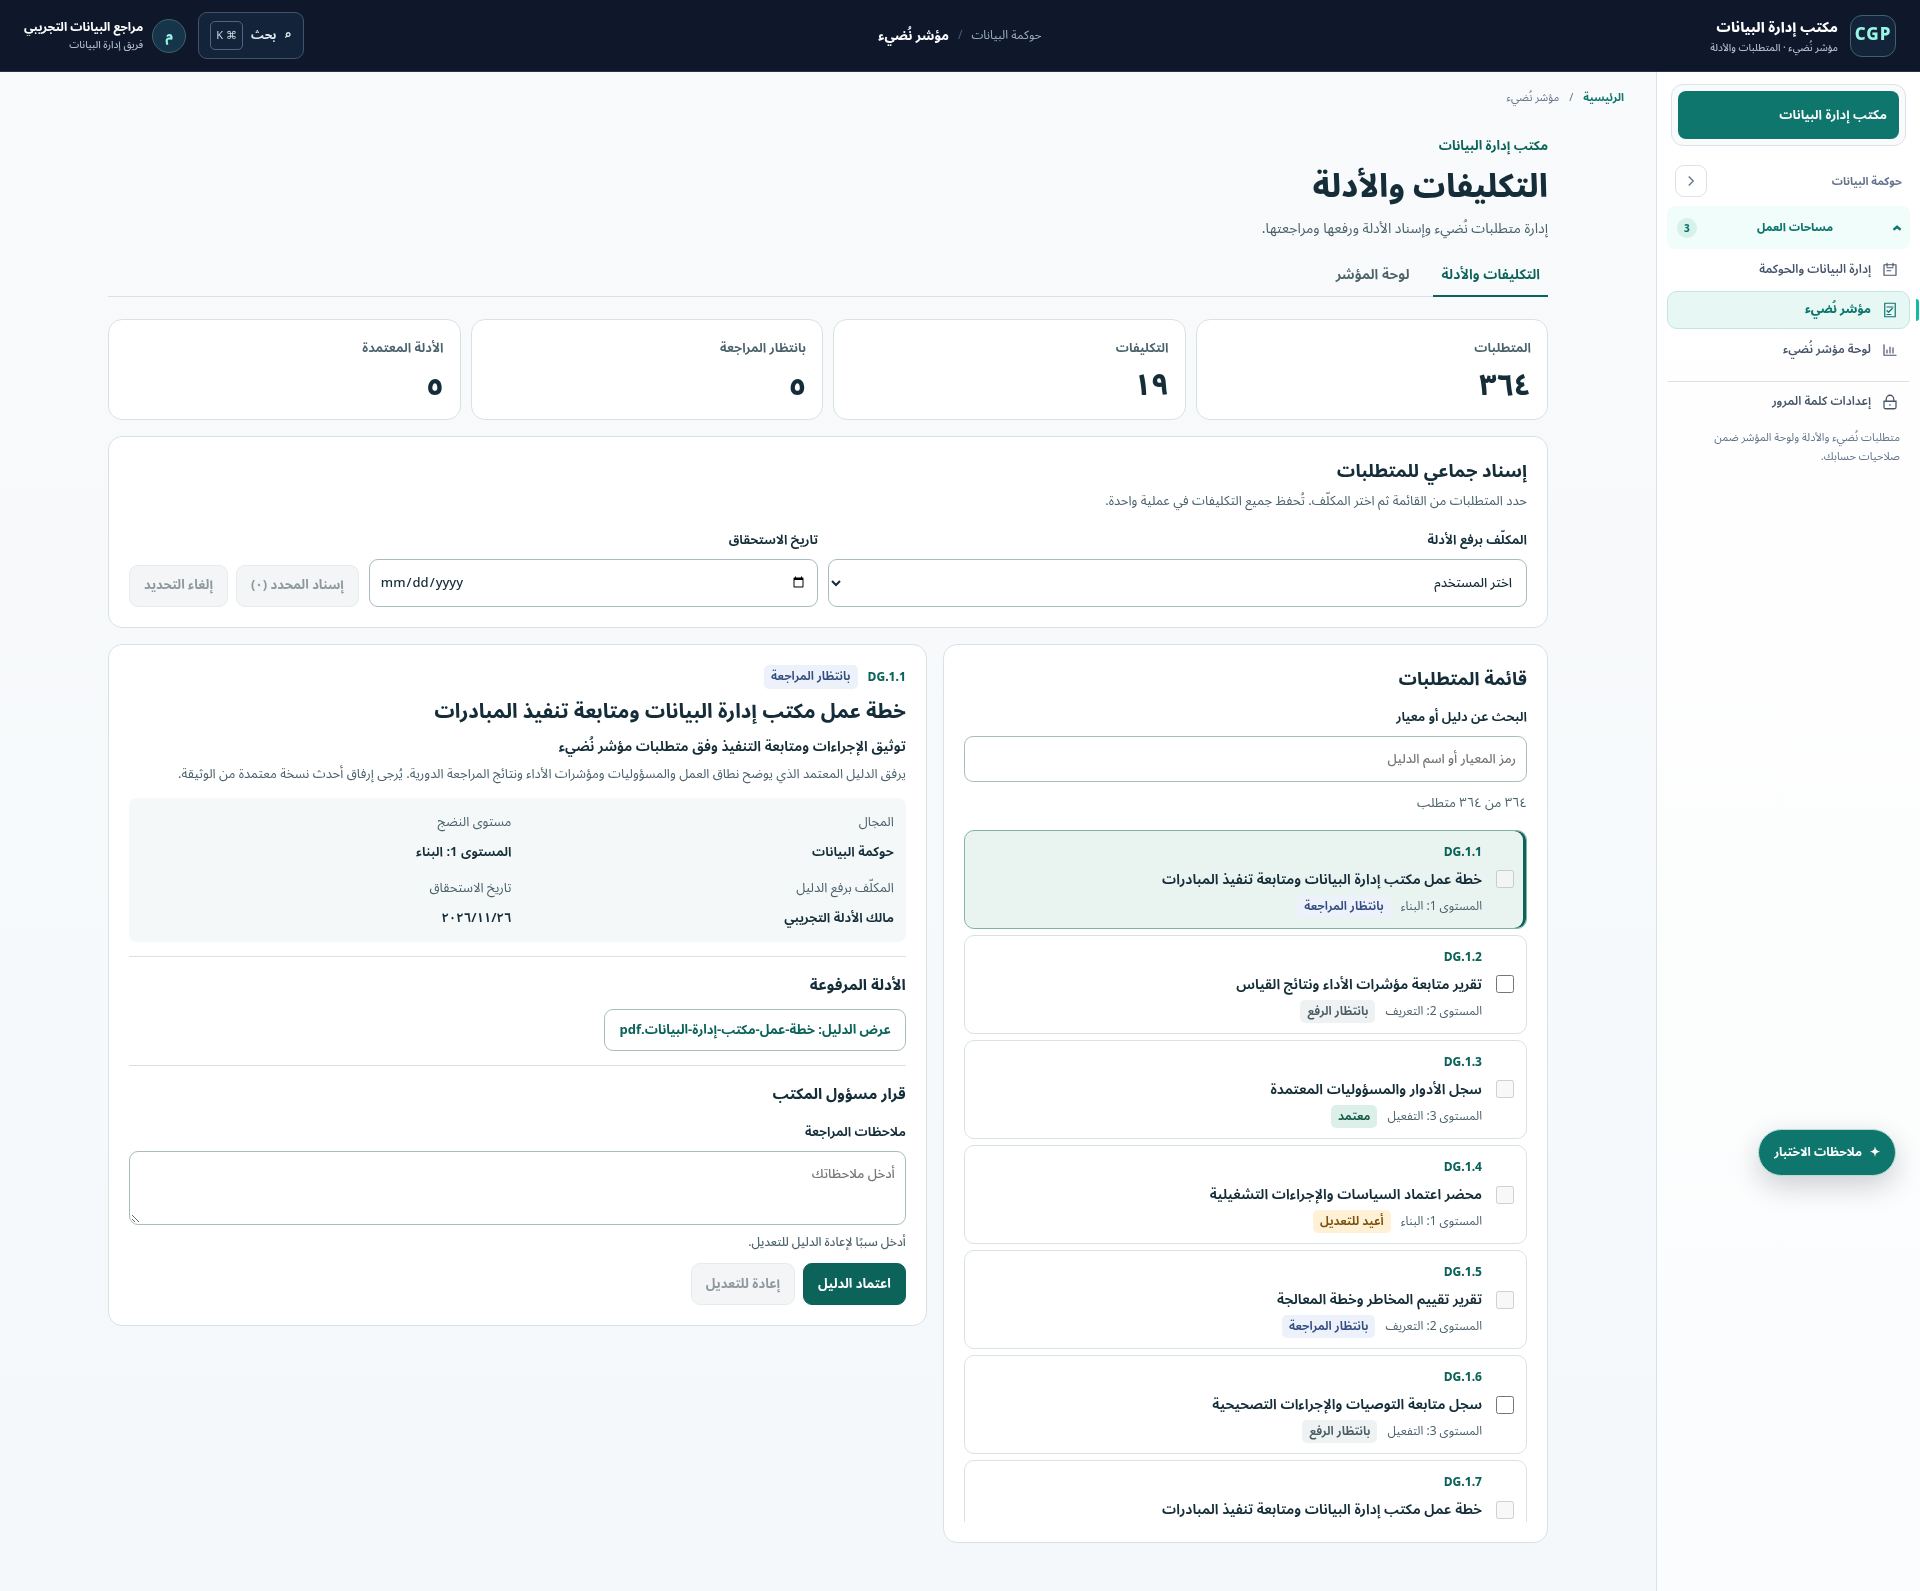 CGP
مكتب إدارة البيانات
مؤشر نُضيء · المتطلبات والأدلة
حوكمة البيانات / مؤشر نُضيء
بحث
⌘ K
م
مراجع البيانات التجريبي
فريق إدارة البيانات
مكتب إدارة البيانات
حوكمة البيانات
مساحات العمل
3
إدارة البيانات والحوكمة
مؤشر نُضيء
لوحة مؤشر نُضيء
إعدادات كلمة المرور
متطلبات نُضيء والأدلة ولوحة المؤشر ضمن
صلاحيات حسابك.
ملاحظات الاختبار
الرئيسية / مؤشر نُضيء
مكتب إدارة البيانات
التكليفات والأدلة
إدارة متطلبات نُضيء وإسناد الأدلة ورفعها ومراجعتها.
التكليفات والأدلة
لوحة المؤشر
المتطلبات
٣٦٤
التكليفات
١٩
بانتظار المراجعة
٥
الأدلة المعتمدة
٥
إسناد جماعي للمتطلبات
حدد المتطلبات من القائمة ثم اختر المكلّف. تُحفظ جميع التكليفات في عملية واحدة.
المكلّف برفع الأدلة
اختر المستخدم
تاريخ الاستحقاق
mm/dd/yyyy
إسناد المحدد (٠)
إلغاء التحديد
قائمة المتطلبات
البحث عن دليل أو معيار
رمز المعيار أو اسم الدليل
٣٦٤ من ٣٦٤ متطلب
DG.1.1
خطة عمل مكتب إدارة البيانات ومتابعة تنفيذ المبادرات
المستوى 1: البناء بانتظار المراجعة
DG.1.2
تقرير متابعة مؤشرات الأداء ونتائج القياس
المستوى 2: التعريف بانتظار الرفع
DG.1.3
سجل الأدوار والمسؤوليات المعتمدة
المستوى 3: التفعيل معتمد
DG.1.4
محضر اعتماد السياسات والإجراءات التشغيلية
المستوى 1: البناء أعيد للتعديل
DG.1.5
تقرير تقييم المخاطر وخطة المعالجة
المستوى 2: التعريف بانتظار المراجعة
DG.1.6
سجل متابعة التوصيات والإجراءات التصحيحية
المستوى 3: التفعيل بانتظار الرفع
DG.1.7
خطة عمل مكتب إدارة البيانات ومتابعة تنفيذ المبادرات
DG.1.1 بانتظار المراجعة
خطة عمل مكتب إدارة البيانات ومتابعة تنفيذ المبادرات
توثيق الإجراءات ومتابعة التنفيذ وفق متطلبات مؤشر نُضيء
يرفق الدليل المعتمد الذي يوضح نطاق العمل والمسؤوليات ومؤشرات الأداء ونتائج المراجعة الدورية. يُرجى إرفاق أحدث نسخة معتمدة من الوثيقة.
المجال
حوكمة البيانات
مستوى النضج
المستوى 1: البناء
المكلّف برفع الدليل
مالك الأدلة التجريبي
تاريخ الاستحقاق
٢٠٢٦/١١/٢٦
الأدلة المرفوعة
عرض الدليل: خطة-عمل-مكتب-إدارة-البيانات.pdf
قرار مسؤول المكتب
ملاحظات المراجعة
أدخل ملاحظاتك
أدخل سببًا لإعادة الدليل للتعديل.
اعتماد الدليل
إعادة للتعديل